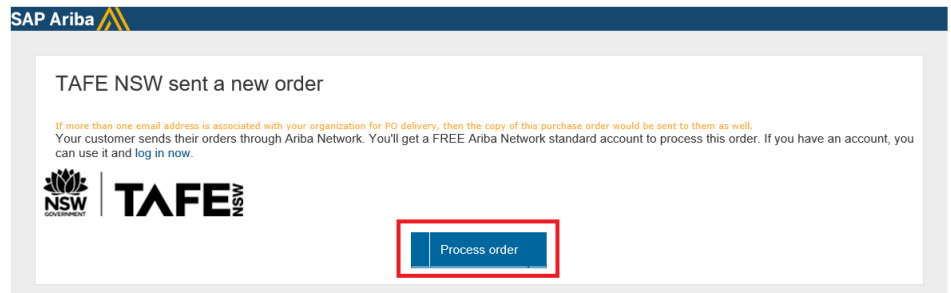 SAP Ariba
TAFE NSW sent a new order
If more than one email address is associated with your organization for PO delivery, then the copy of this purchase order would be sent to them as well.
Your customer sends their orders through Ariba Network. You'll get a FREE Ariba Network standard account to process this order. If you have an account, you
can use it and log in now.
NSW
GOVERNMENT
TAFE NSW
Process order